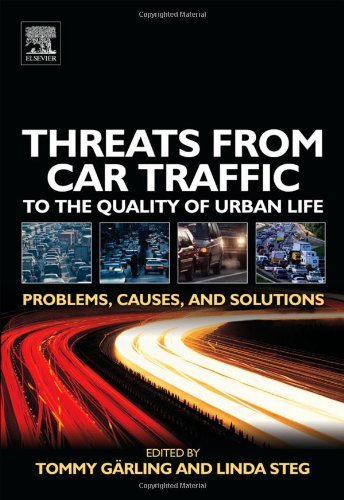 ELSEVIER
THREATS FROM
CAR TRAFFIC
TO THE QUALITY OF URBAN LIFE
PROBLEMS, CAUSES, AND SOLUTIONS
EDITED BY
TOMMY GÄRLING AND LINDA STEG